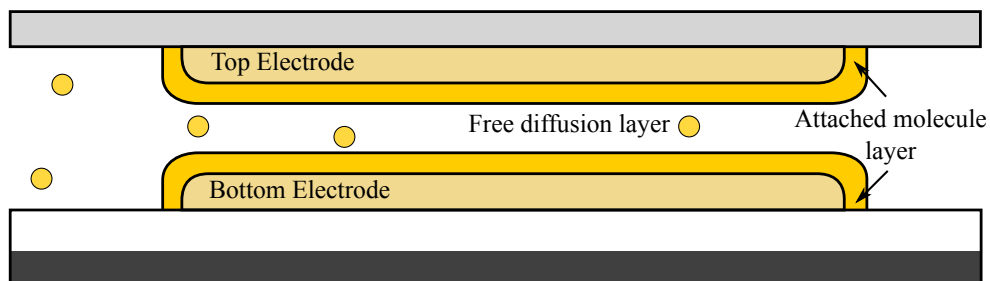 Top Electrode
Free diffusion layer
Attached molecule
layer
Bottom Electrode